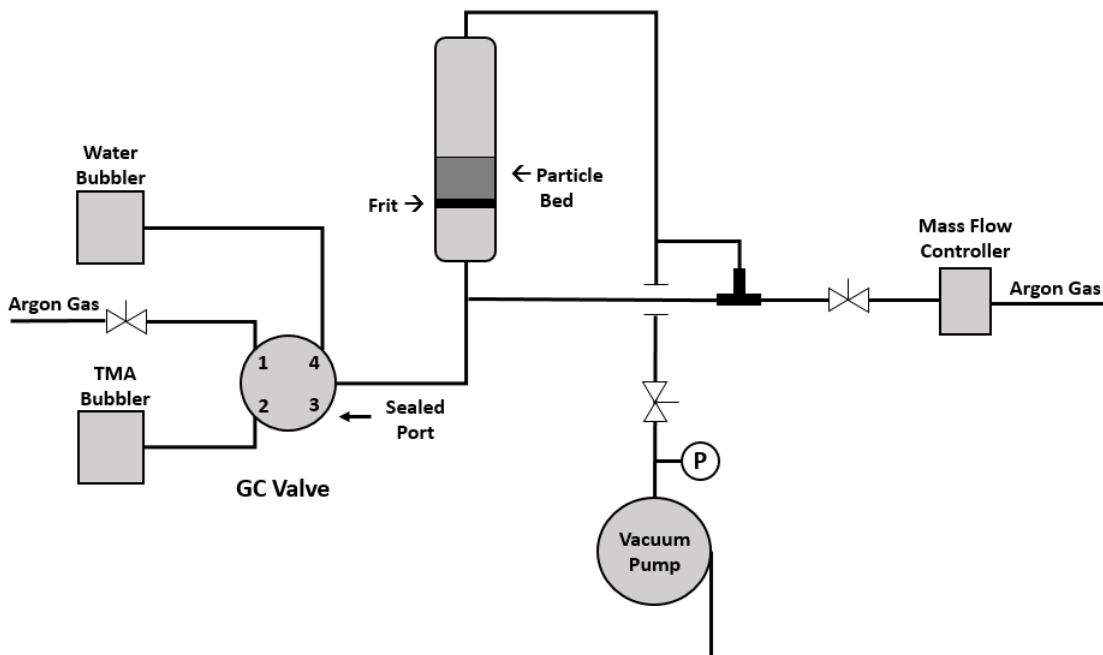 Water
Bubbler
Frit →
← Particle
Bed
Mass Flow
Controller
Argon Gas
Argon Gas
1
4
TMA
Bubbler
2
3
Sealed
Port
GC Valve
P
Vacuum
Pump